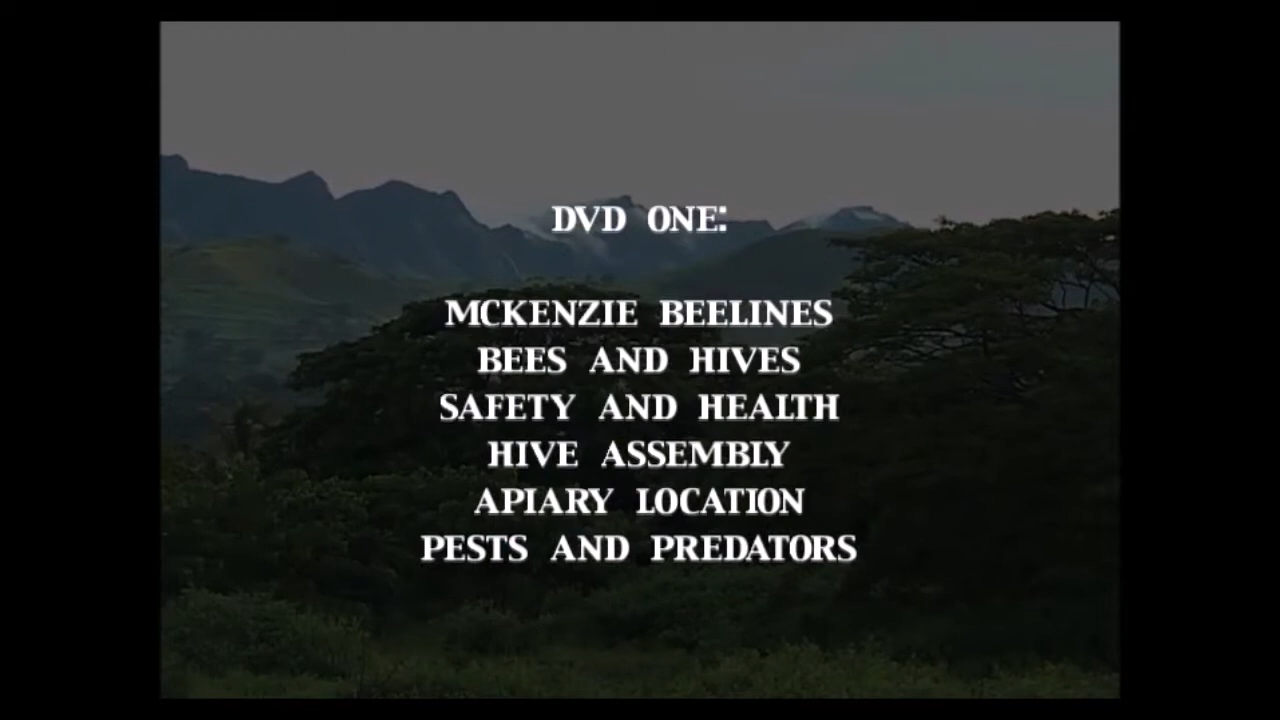 DVD ONE:
MCKENZIE BEELINES
BEES AND HIVES
SAFETY AND HEALTH
HIVE ASSEMBLY
APIARY LOCATION
PESTS AND PREDATORS